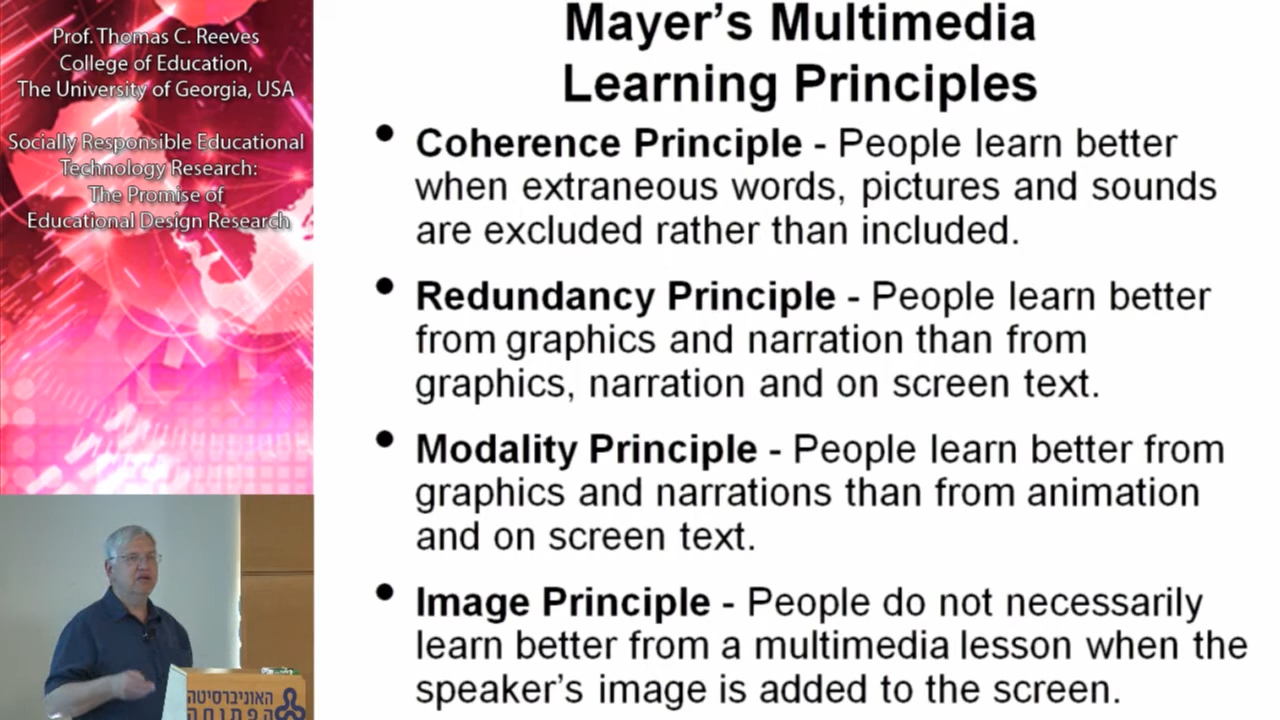 Prof. Thomas C. Reeves
College of Education,
The University of Georgia, USA
Socially Responsible Educational
Technology Research:
The Promise of
Educational Design Research
Mayer's Multimedia
Learning Principles
• Coherence Principle - People learn better
when extraneous words, pictures and sounds
are excluded rather than included.
• Redundancy Principle - People learn better
from graphics and narration than from
graphics, narration and on screen text.
• Modality Principle - People learn better from
graphics and narrations than from animation
and on screen text.
• Image Principle - People do not necessarily
learn better from a multimedia lesson when the
speaker's image is added to the screen.
האוניברסיטה
הפתוחה